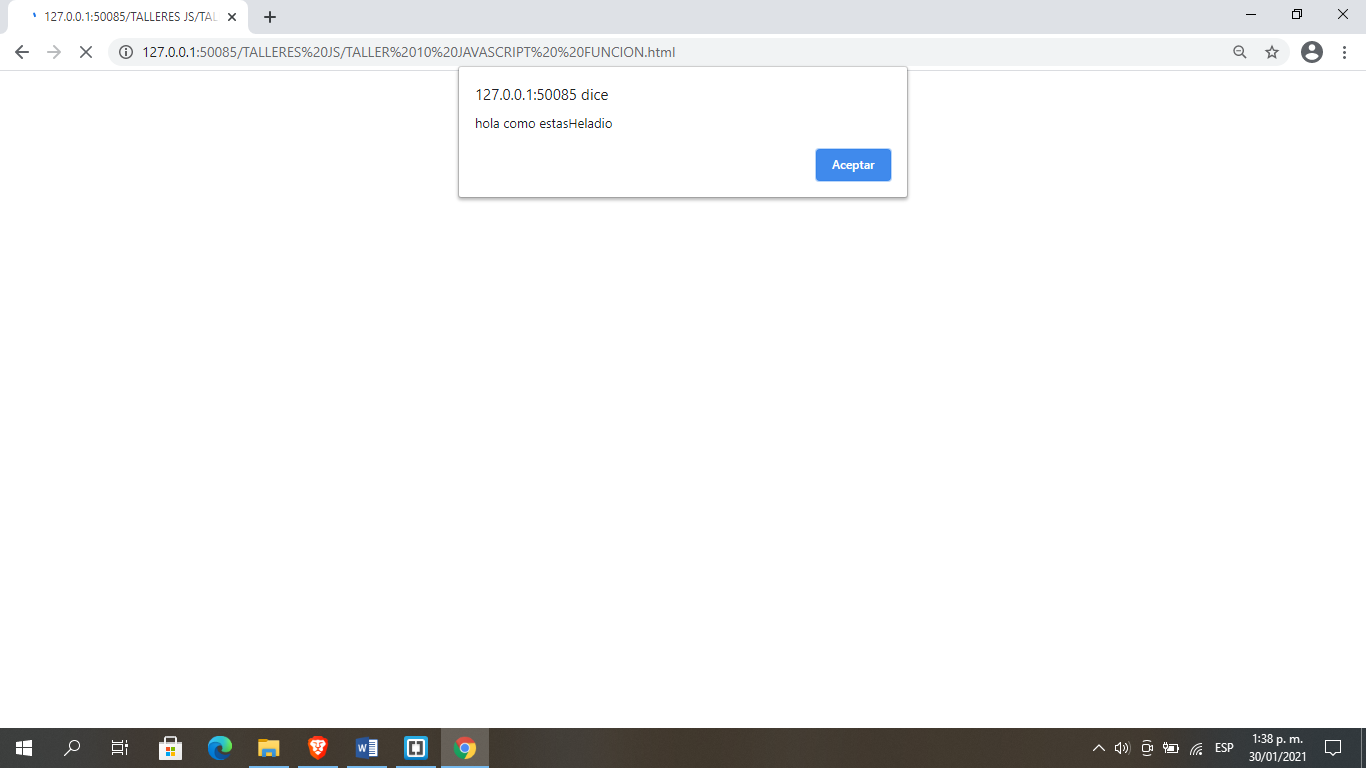 127.0.0.1:50085/TALLERES JS/TAL
127.0.0.1:50085/TALLERES%20JS/TALLER%2010%20JAVASCRIPT%20%20FUNCION.html
127.0.0.1:50085 dice
hola como estasHeladio
Aceptar
ESP
1:38 p. m.
30/01/2021